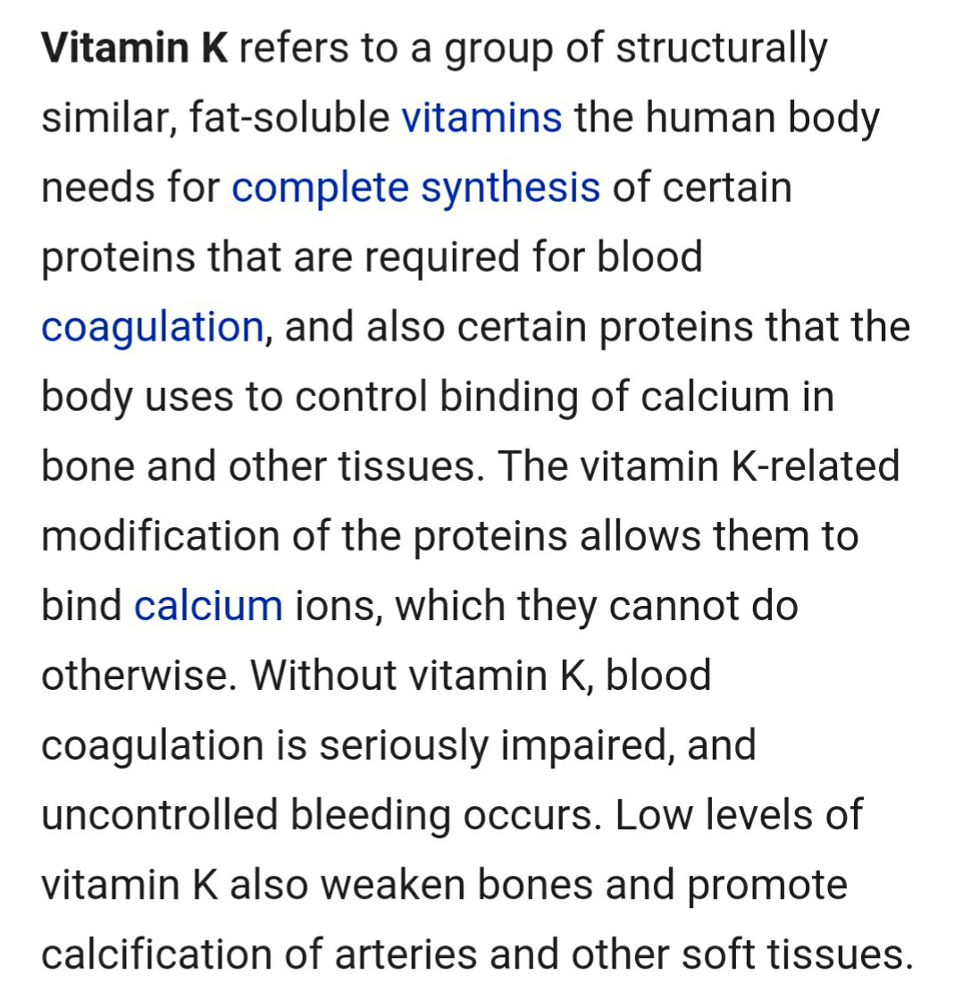 Vitamin K refers to a group of structurally
similar, fat-soluble vitamins the human body
needs for complete synthesis of certain
proteins that are required for blood
coagulation, and also certain proteins that the
body uses to control binding of calcium in
bone and other tissues. The vitamin K-related
modification of the proteins allows them to
bind calcium ions, which they cannot do
otherwise. Without vitamin K, blood
coagulation is seriously impaired, and
uncontrolled bleeding occurs. Low levels of
vitamin K also weaken bones and promote
calcification of arteries and other soft tissues.